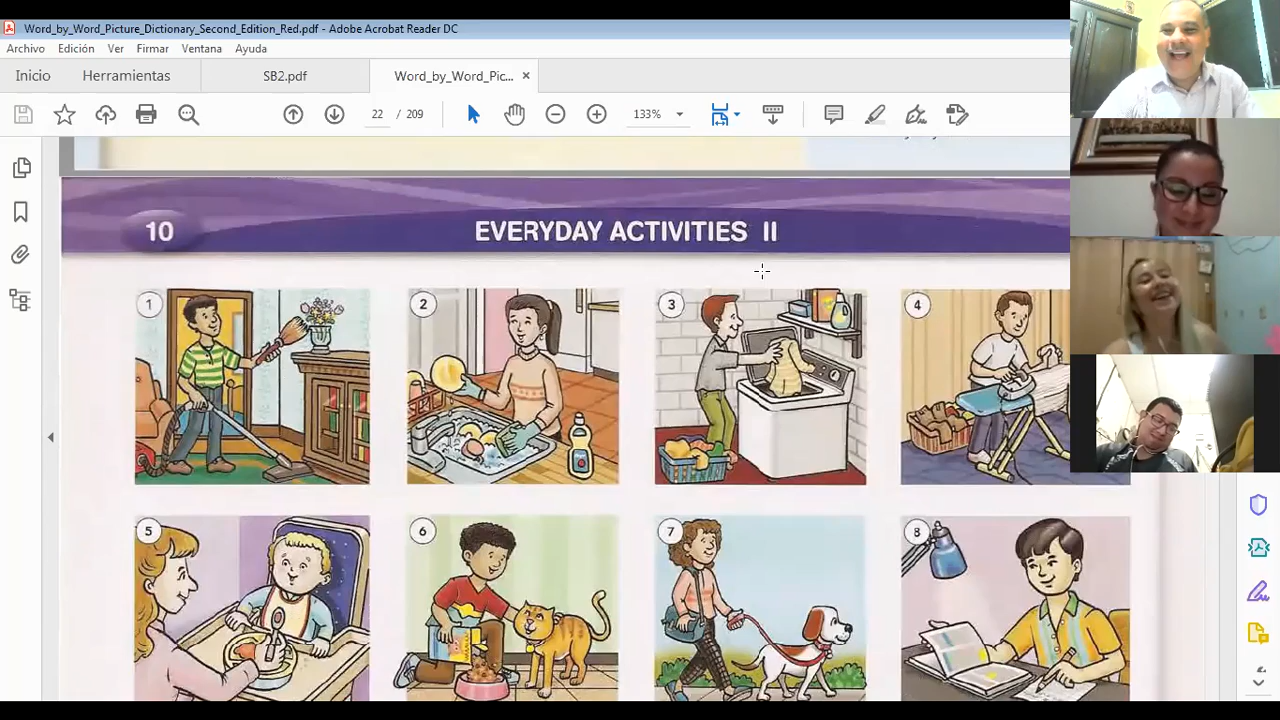 Word_by_Word_Picture_Dictionary_Second_Edition_Red.pdf - Adobe Acrobat Reader DC
Archivo Edición Ver Firmar Ventana Ayuda
Inicio Herramientas SB2.pdf Word_by_Word_Pic... ×
22 / 209 133%
10 EVERYDAY ACTIVITIES II
1 2 3 4
5 6 7 8